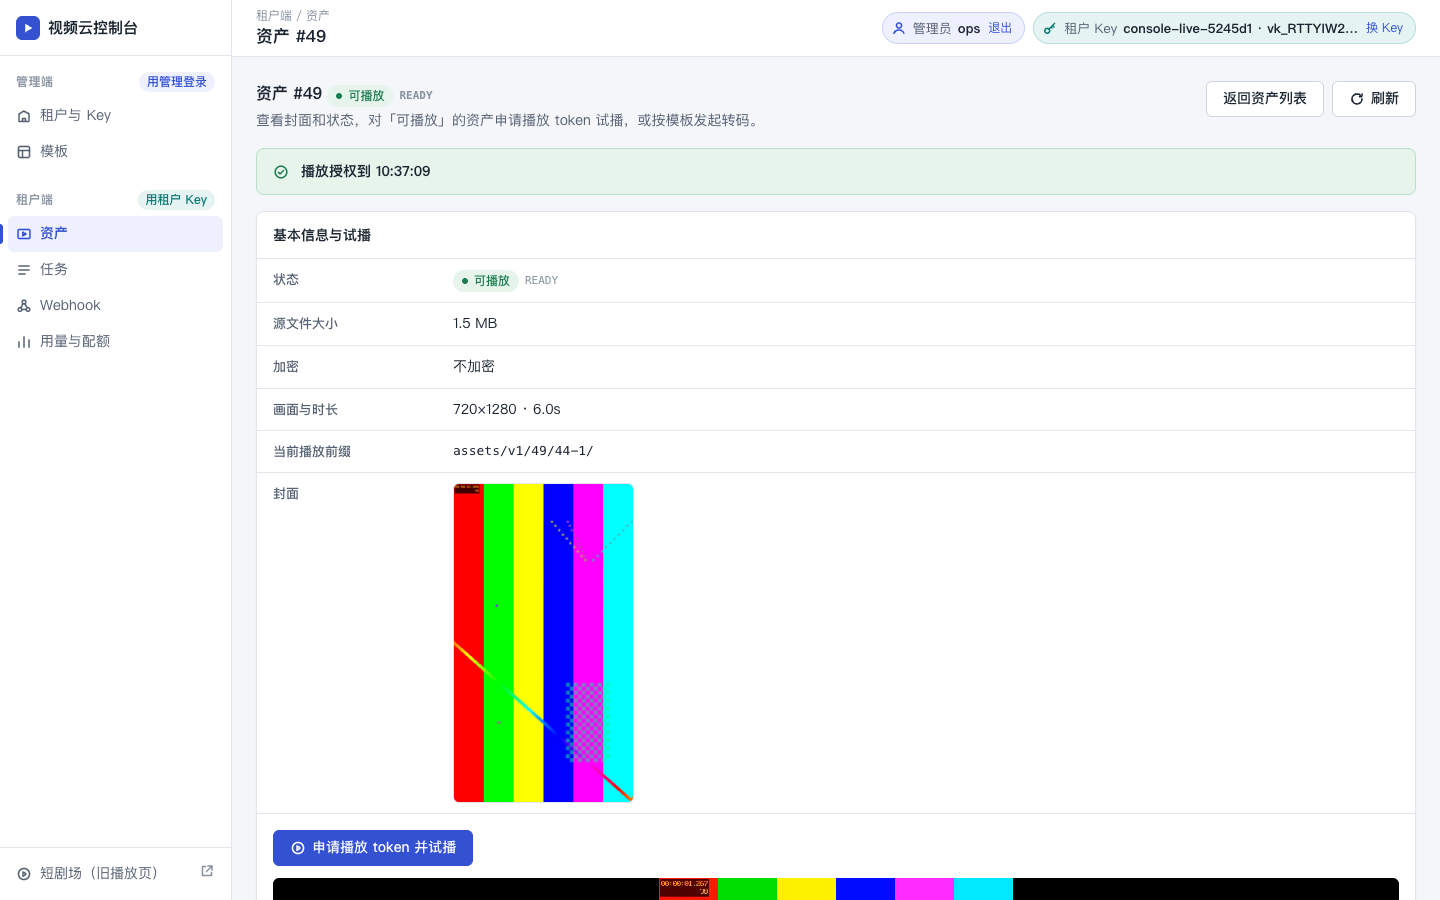 视频云控制台
管理端
用管理登录
租户与 Key
模板
租户端
用租户 Key
资产
任务
Webhook
用量与配额
短剧场（旧播放页）
租户端 / 资产
资产 #49
管理员 ops 退出
租户 Key console-live-5245d1 · vk_RTTYIW2… 换 Key
资产 #49 可播放 READY
查看封面和状态，对「可播放」的资产申请播放 token 试播，或按模板发起转码。
返回资产列表
刷新
播放授权到 10:37:09
基本信息与试播
状态 可播放 READY
源文件大小 1.5 MB
加密 不加密
画面与时长 720×1280 · 6.0s
当前播放前缀 assets/v1/49/44-1/
封面
申请播放 token 并试播
00:00:01.267